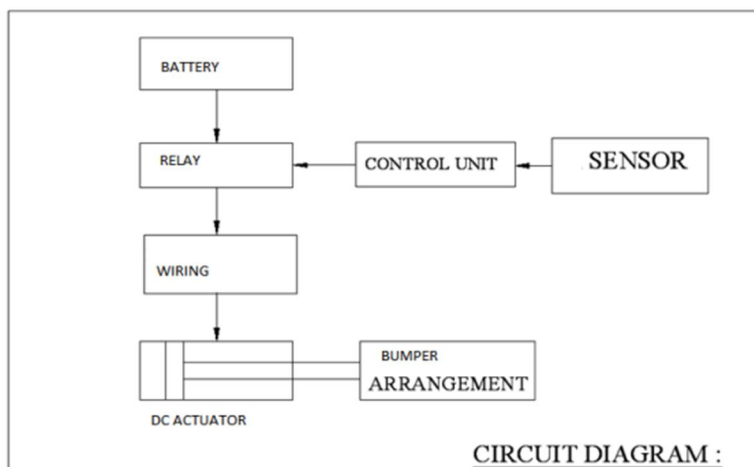 BATTERY
RELAY
CONTROL UNIT
SENSOR
WIRING
BUMPER
ARRANGEMENT
DC ACTUATOR
CIRCUIT DIAGRAM :